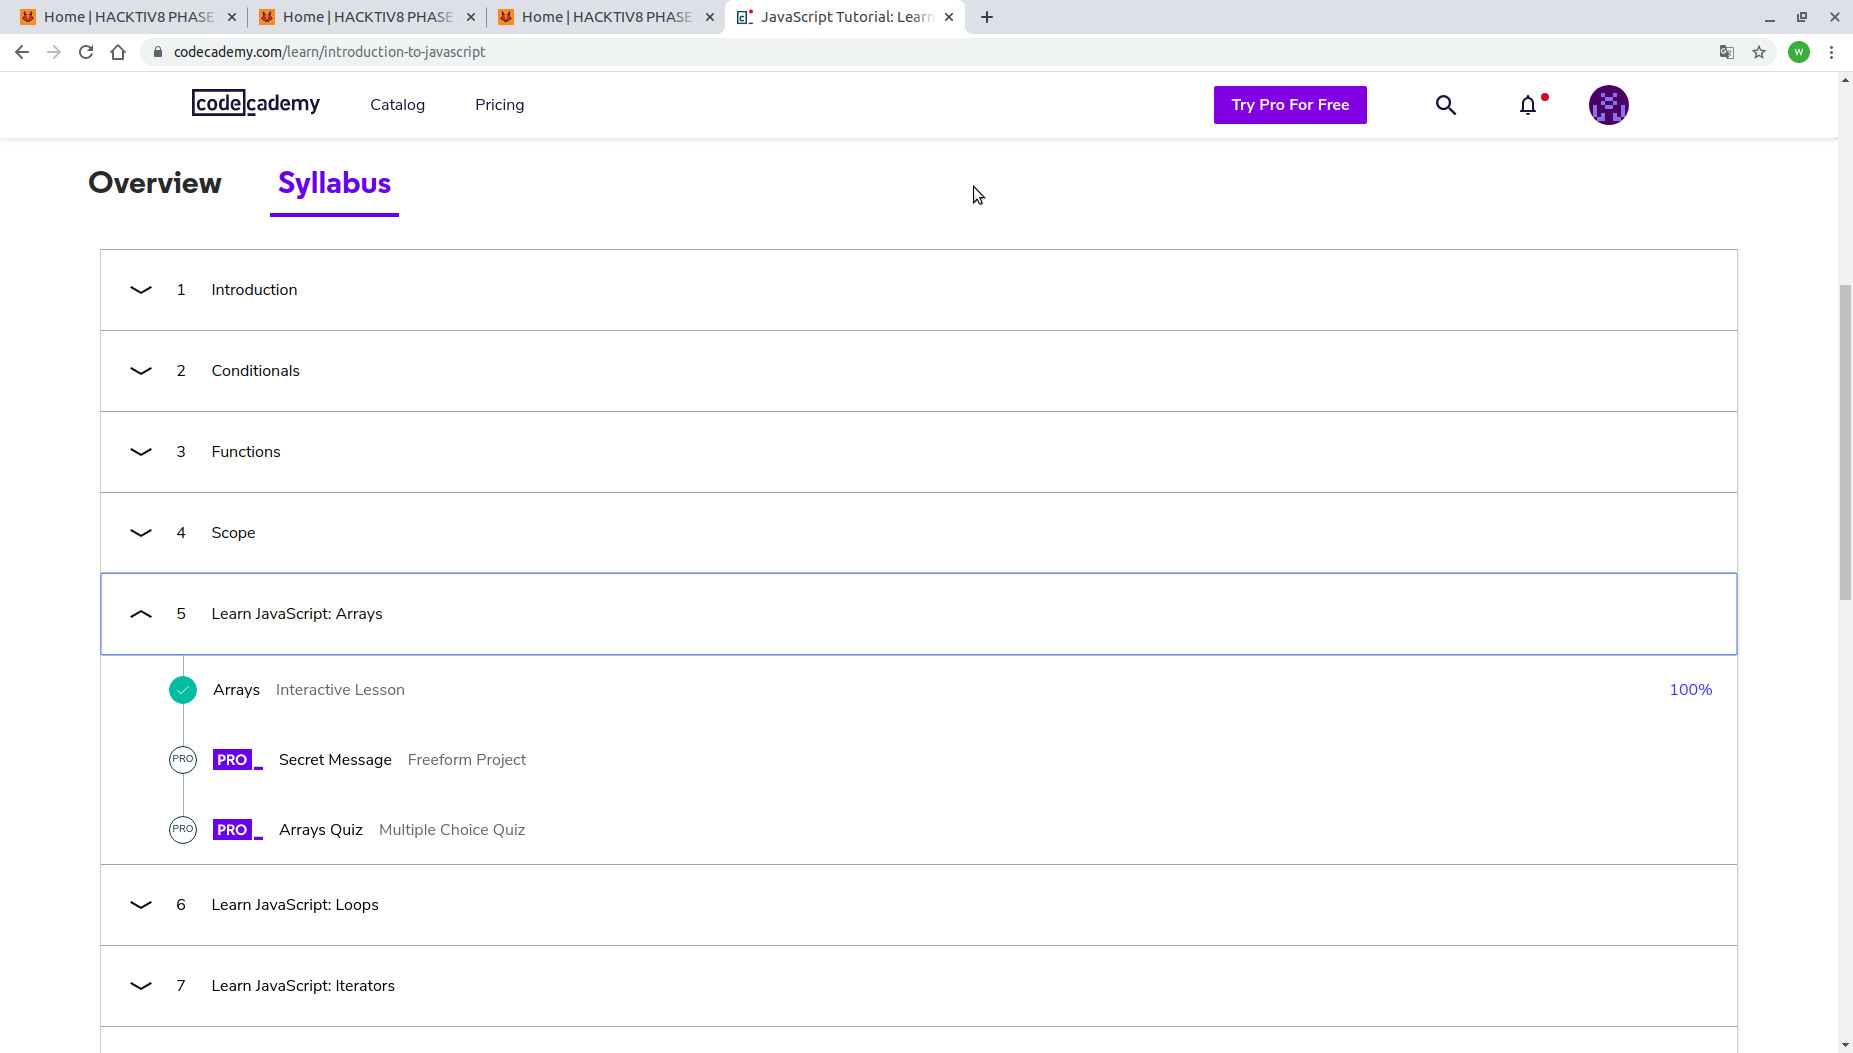 Home | HACKTIV8 PHASE
Home | HACKTIV8 PHASE
Home | HACKTIV8 PHASE
JavaScript Tutorial: Learn
codecademy.com/learn/introduction-to-javascript
W
codecademy
Catalog
Pricing
Try Pro For Free
Overview
Syllabus
1 Introduction
2 Conditionals
3 Functions
4 Scope
5 Learn JavaScript: Arrays
Arrays Interactive Lesson 100%
PRO PRO_ Secret Message Freeform Project
PRO PRO_ Arrays Quiz Multiple Choice Quiz
6 Learn JavaScript: Loops
7 Learn JavaScript: Iterators